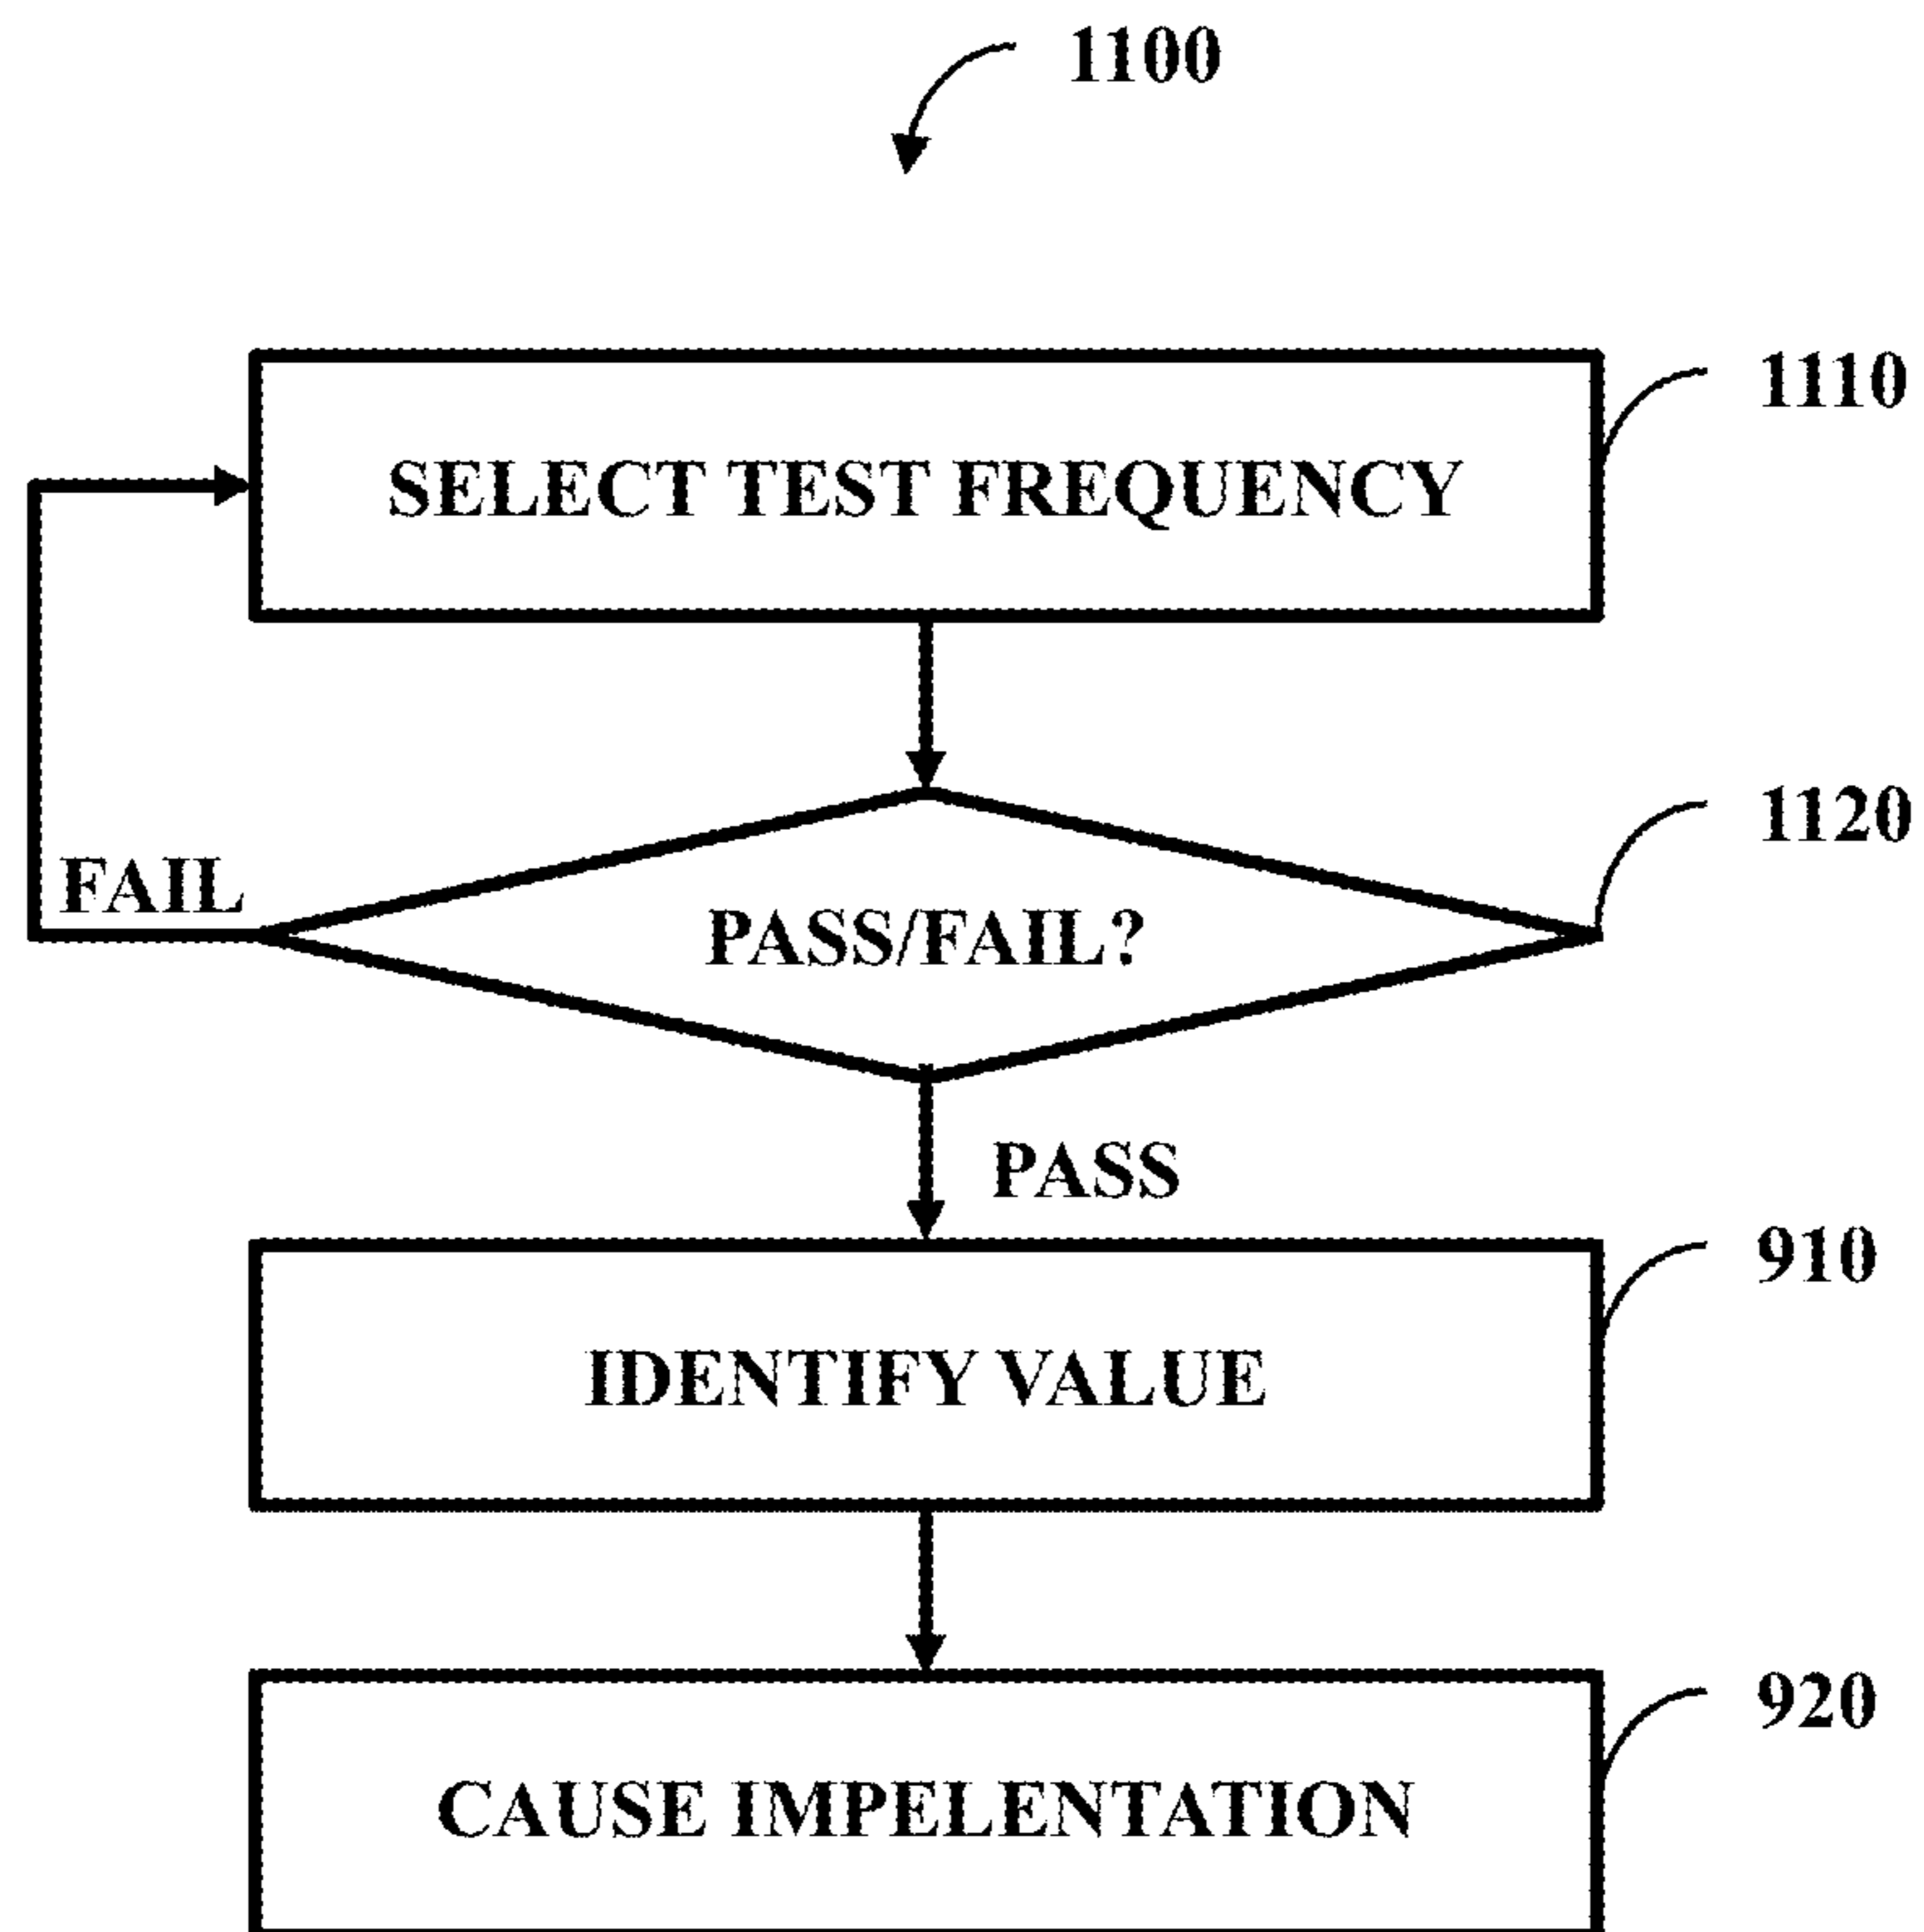 1100
1110
SELECT TEST FREQUENCY
1120
FAIL
PASS/FAIL?
PASS
910
IDENTIFY VALUE
920
CAUSE IMPELENTATION